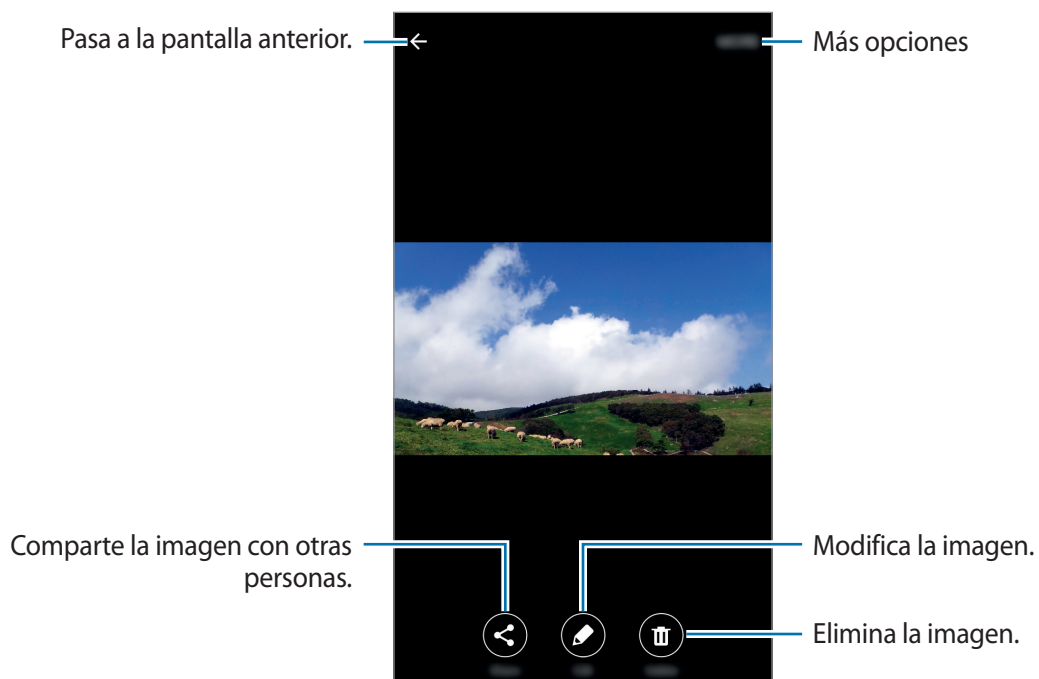 Pasa a la pantalla anterior.
Más opciones
Comparte la imagen con otras
personas.
Modifica la imagen.
Elimina la imagen.